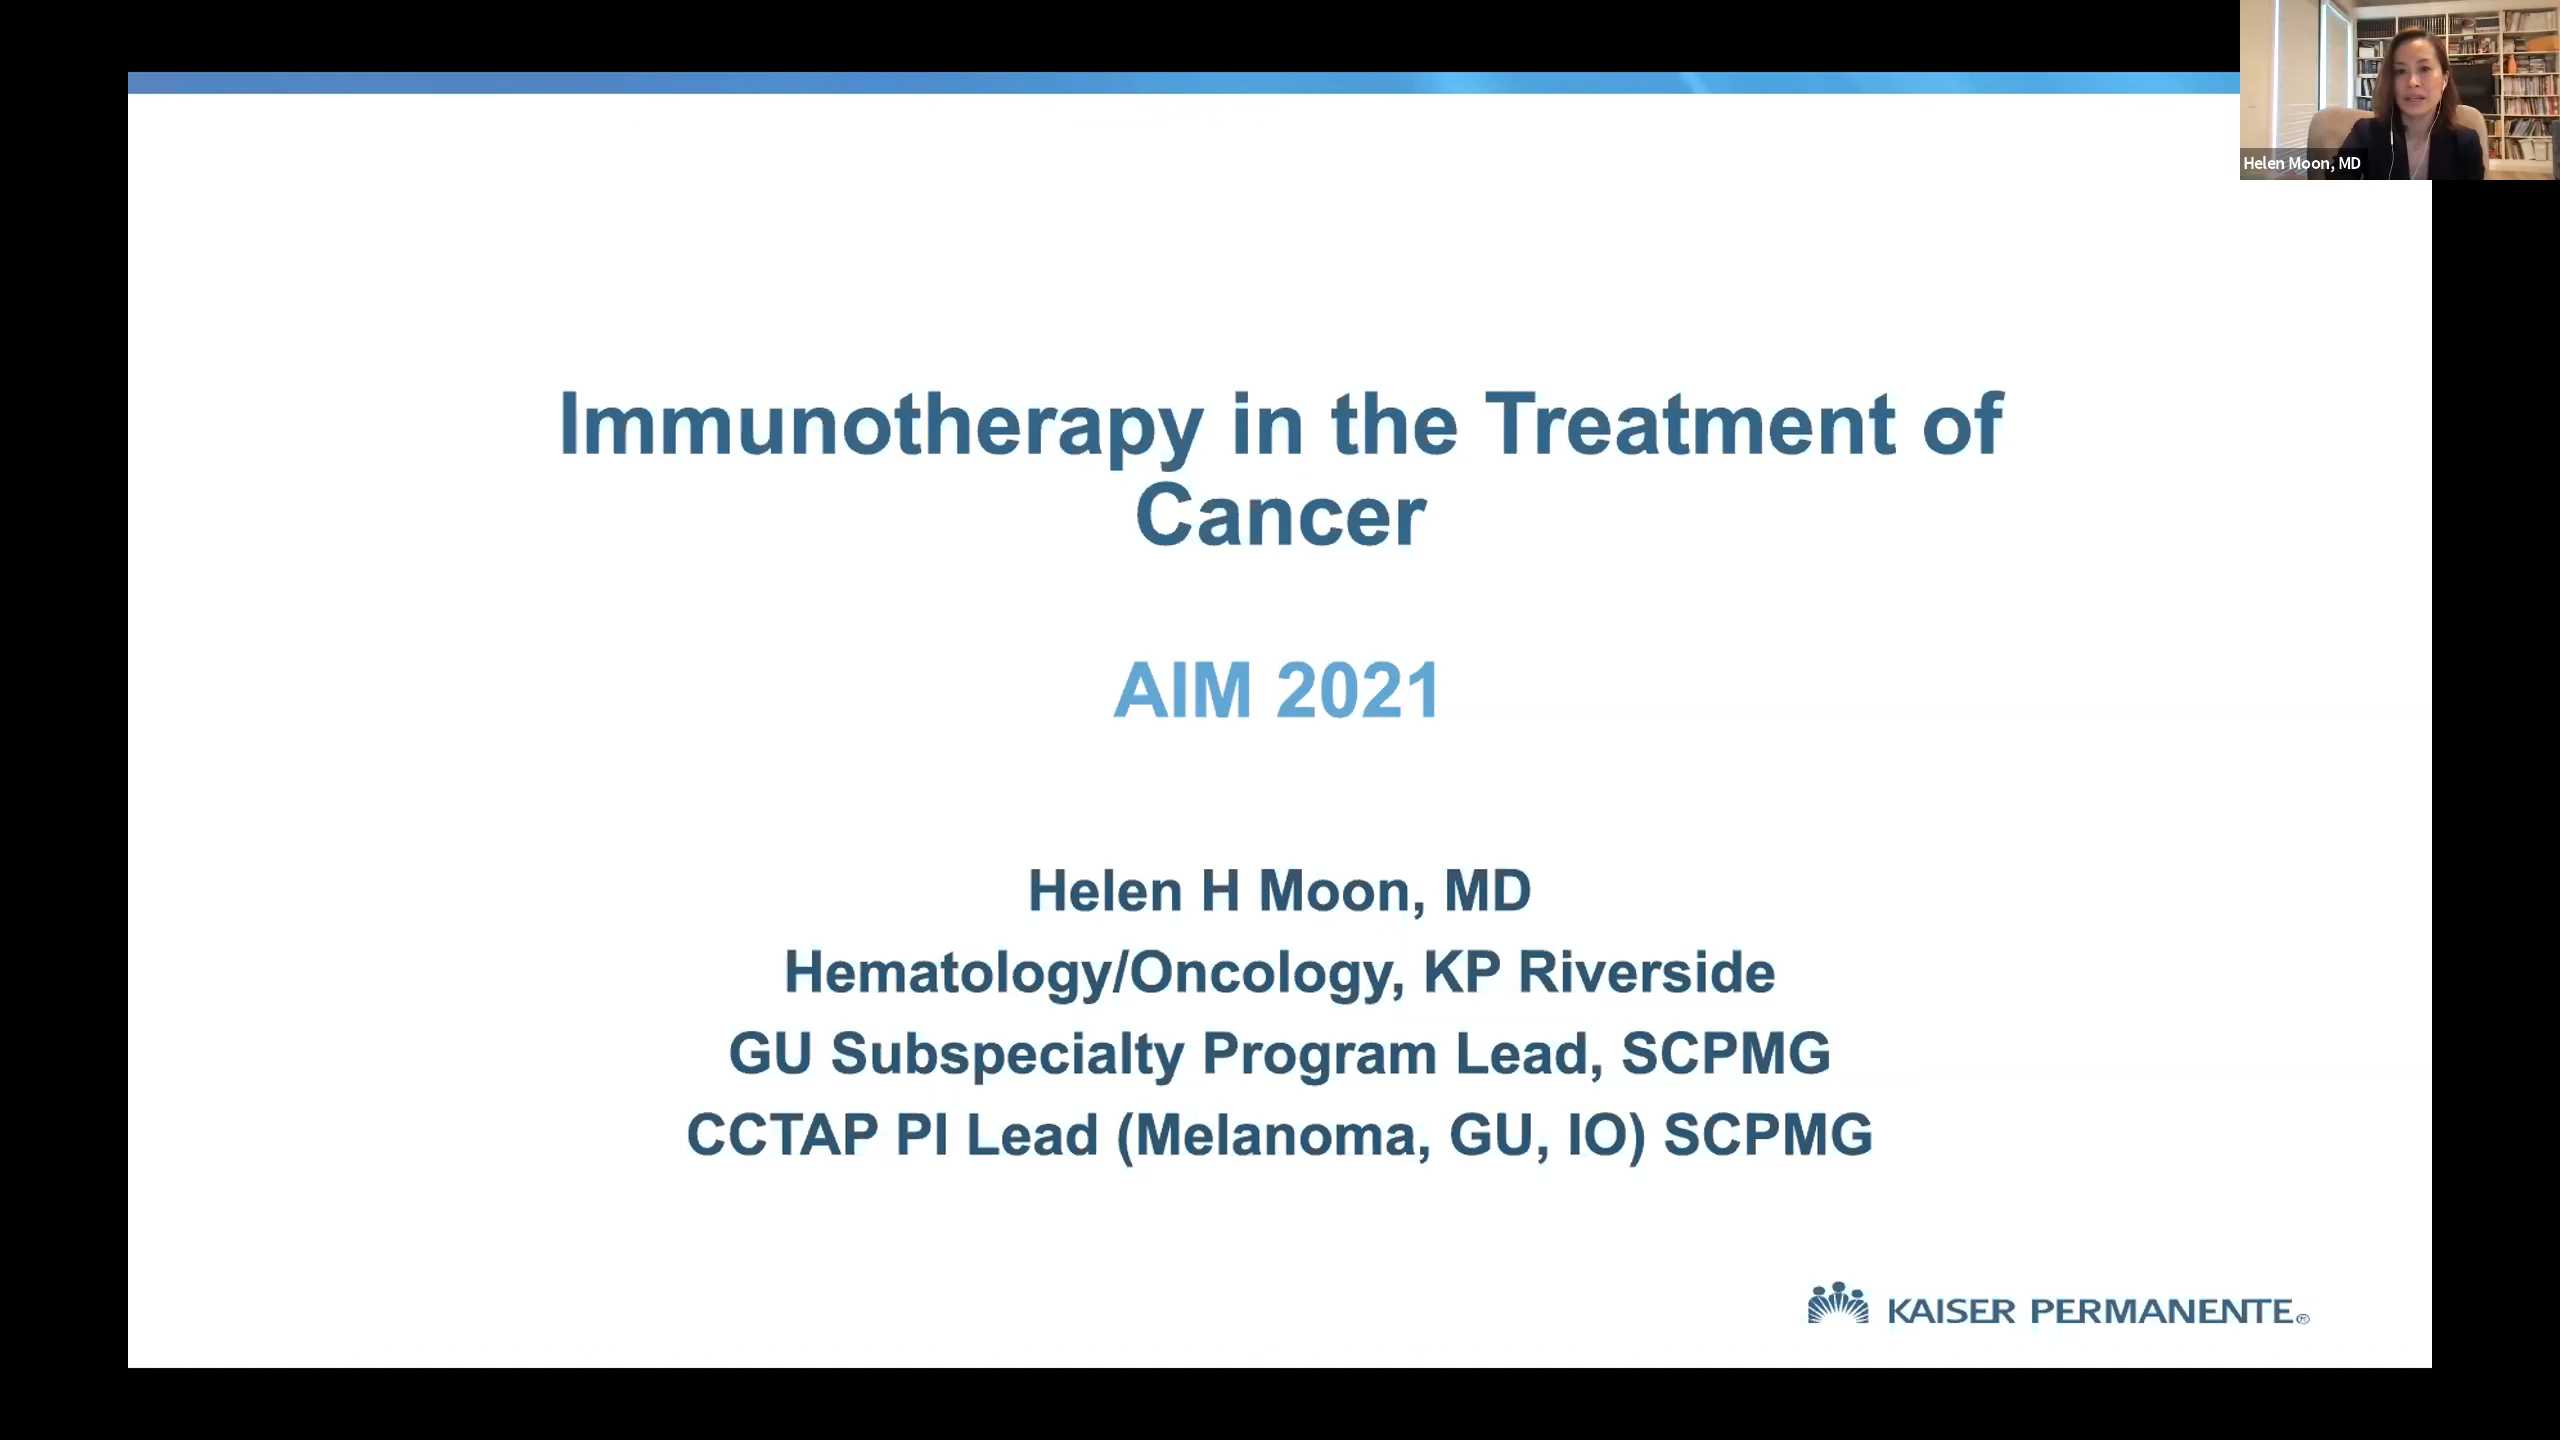 Helen Moon, MD
Immunotherapy in the Treatment of
Cancer
AIM 2021
Helen H Moon, MD
Hematology/Oncology, KP Riverside
GU Subspecialty Program Lead, SCPMG
CCTAP PI Lead (Melanoma, GU, IO) SCPMG
KAISER PERMANENTE®